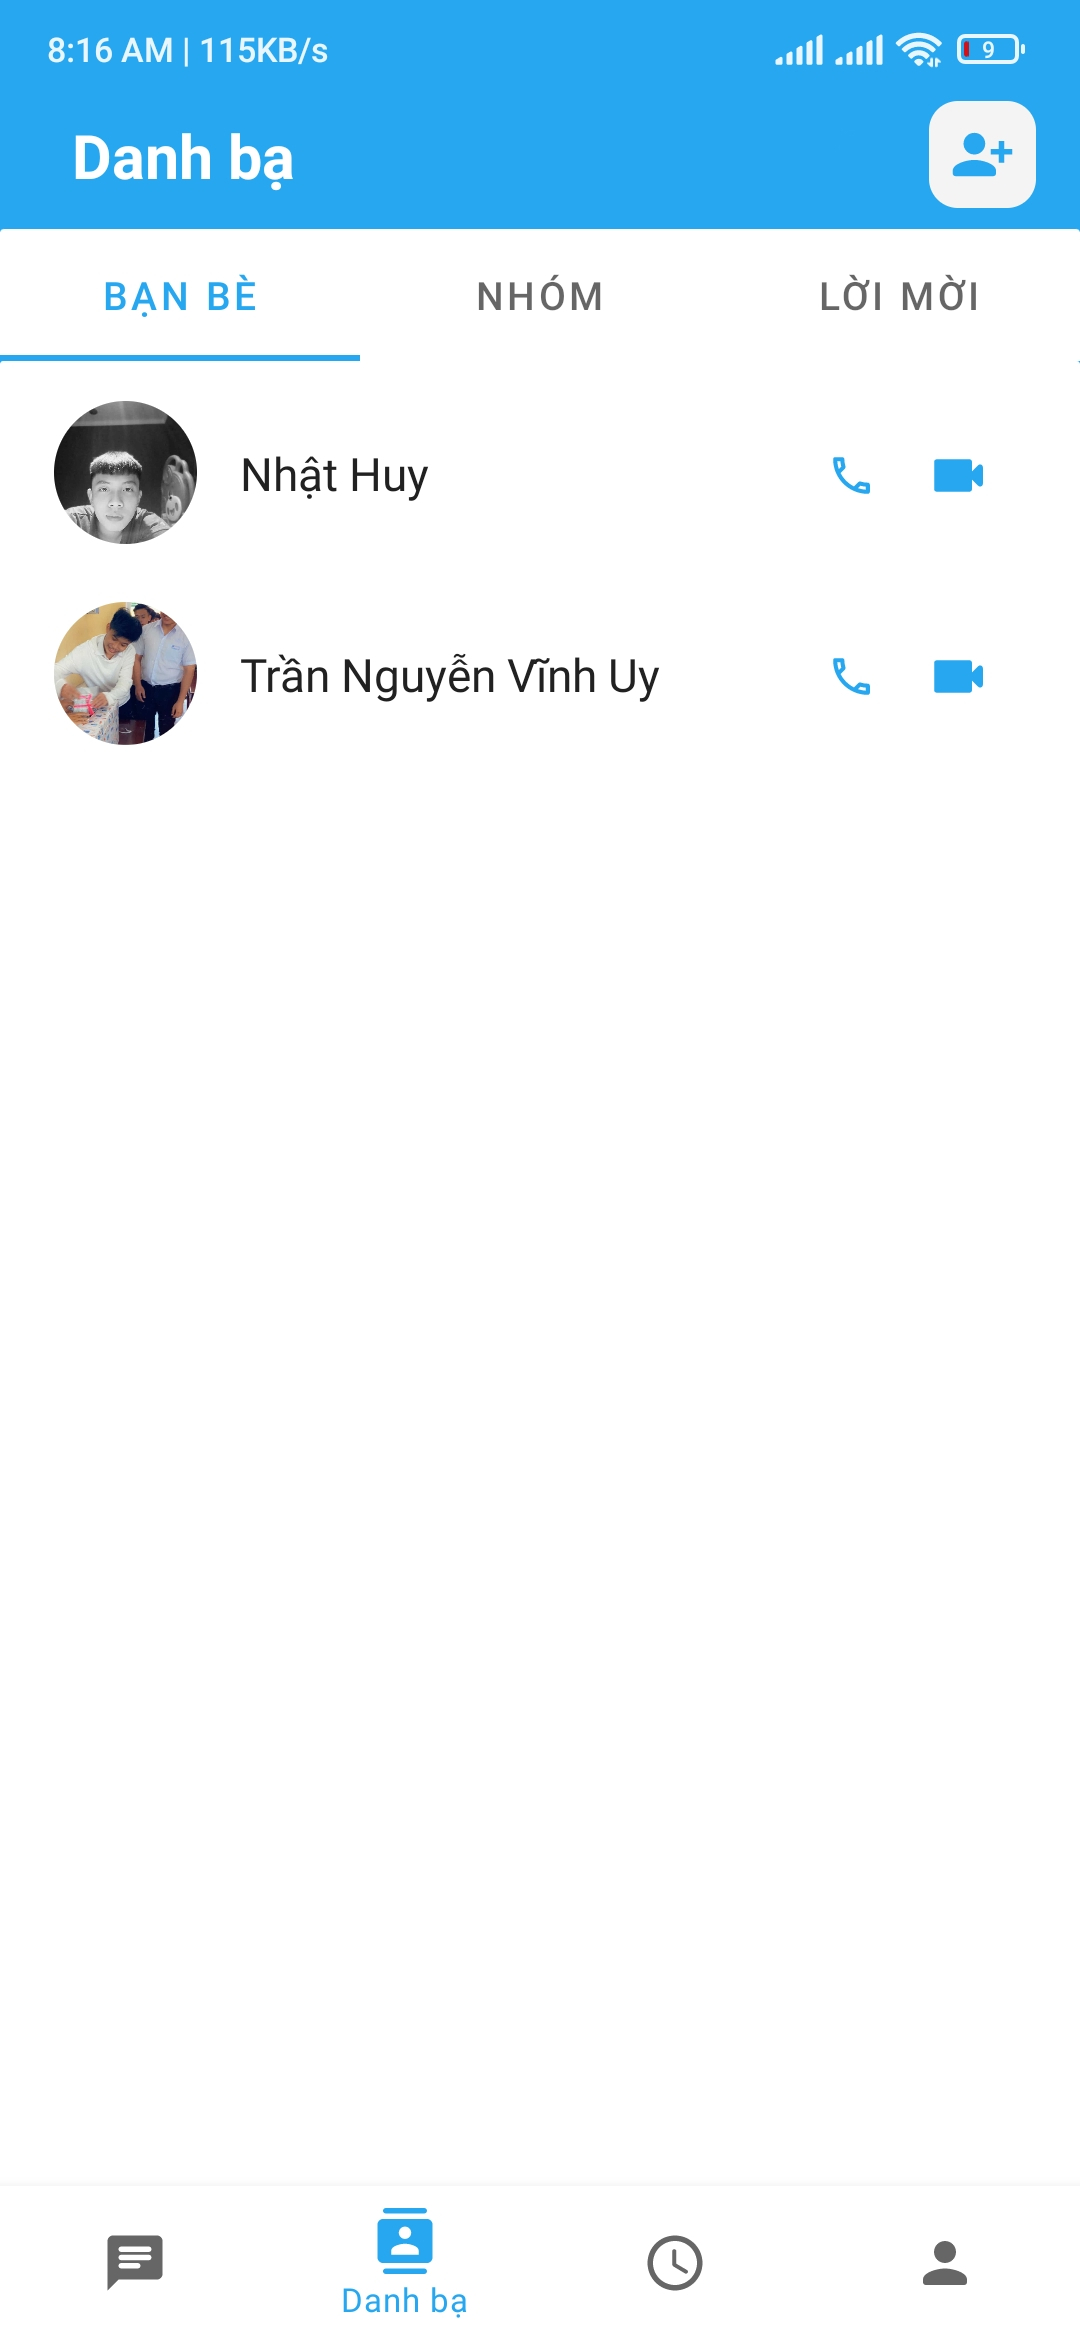 8:16 AM | 115KB/s
9
Danh bạ
BẠN BÈ
NHÓM
LỜI MỜI
Nhật Huy
Trần Nguyễn Vĩnh Uy
Danh bạ